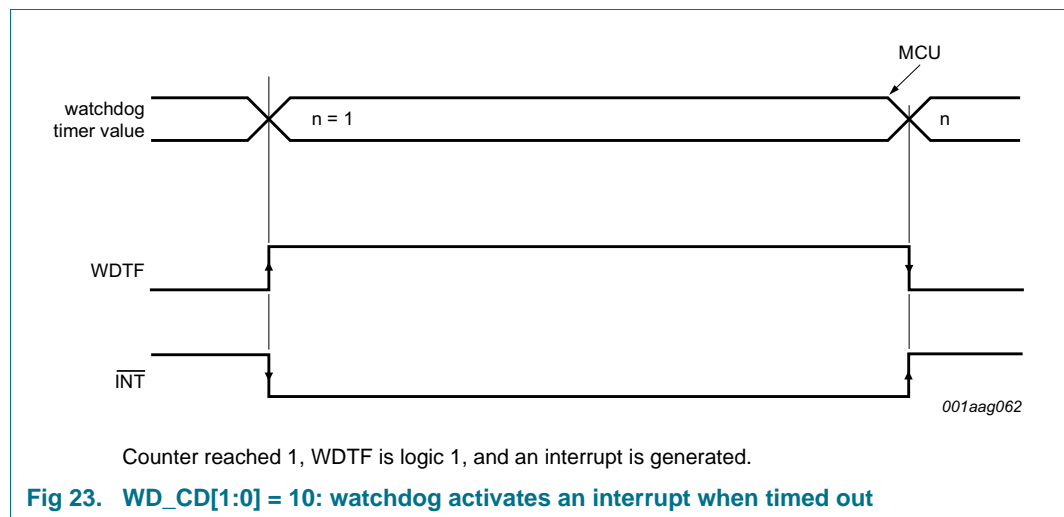 MCU
watchdog
timer value
n = 1
n
WDTF
INT
001aag062
Counter reached 1, WDTF is logic 1, and an interrupt is generated.
Fig 23. WD_CD[1:0] = 10: watchdog activates an interrupt when timed out